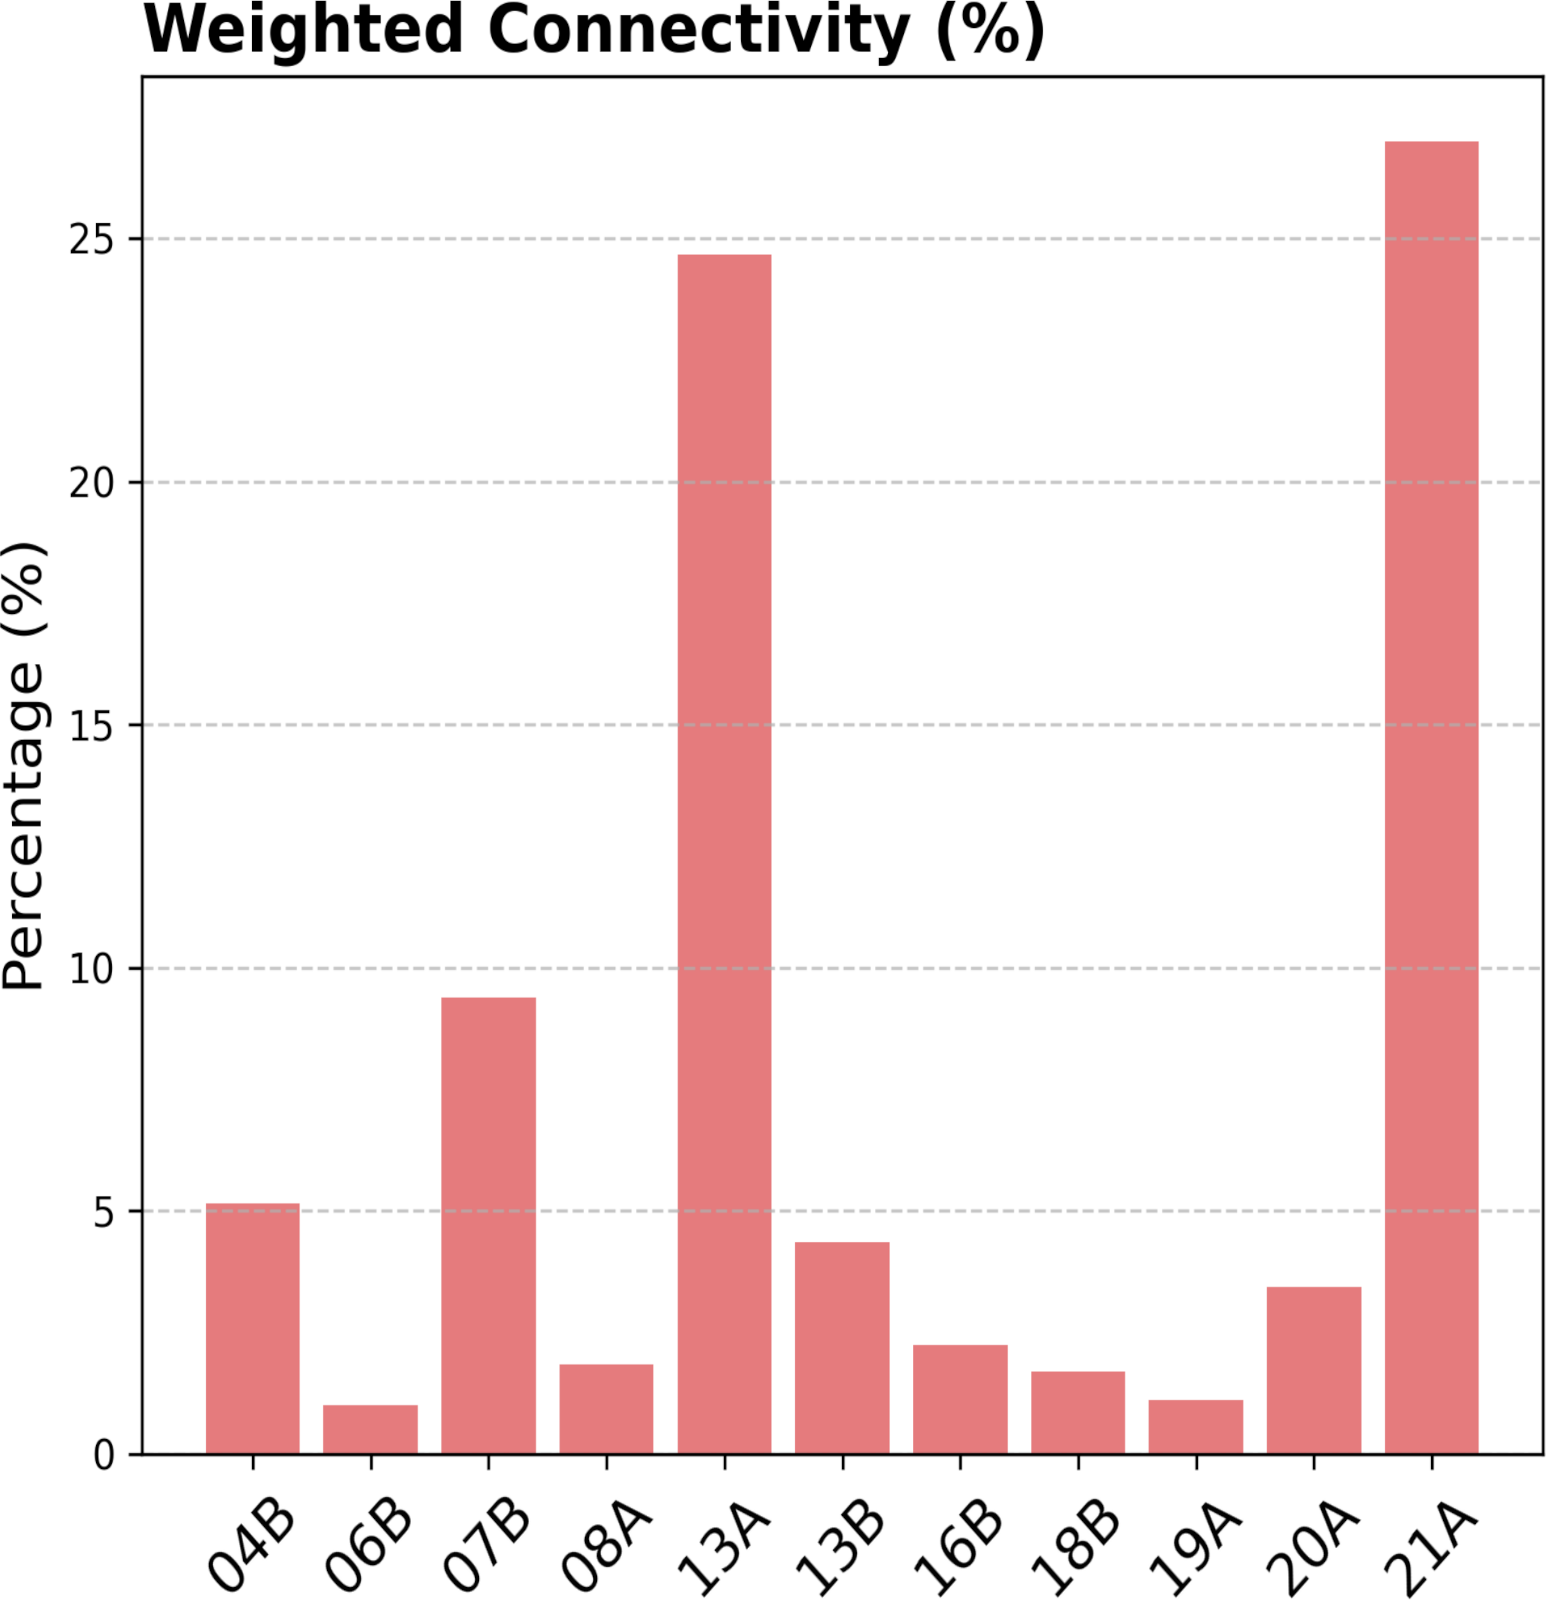 Weighted Connectivity (%)
Percentage (%)
25
20
15
10
5
0
04B
06B
07B
08A
13A
13B
16B
18B
19A
20A
21A